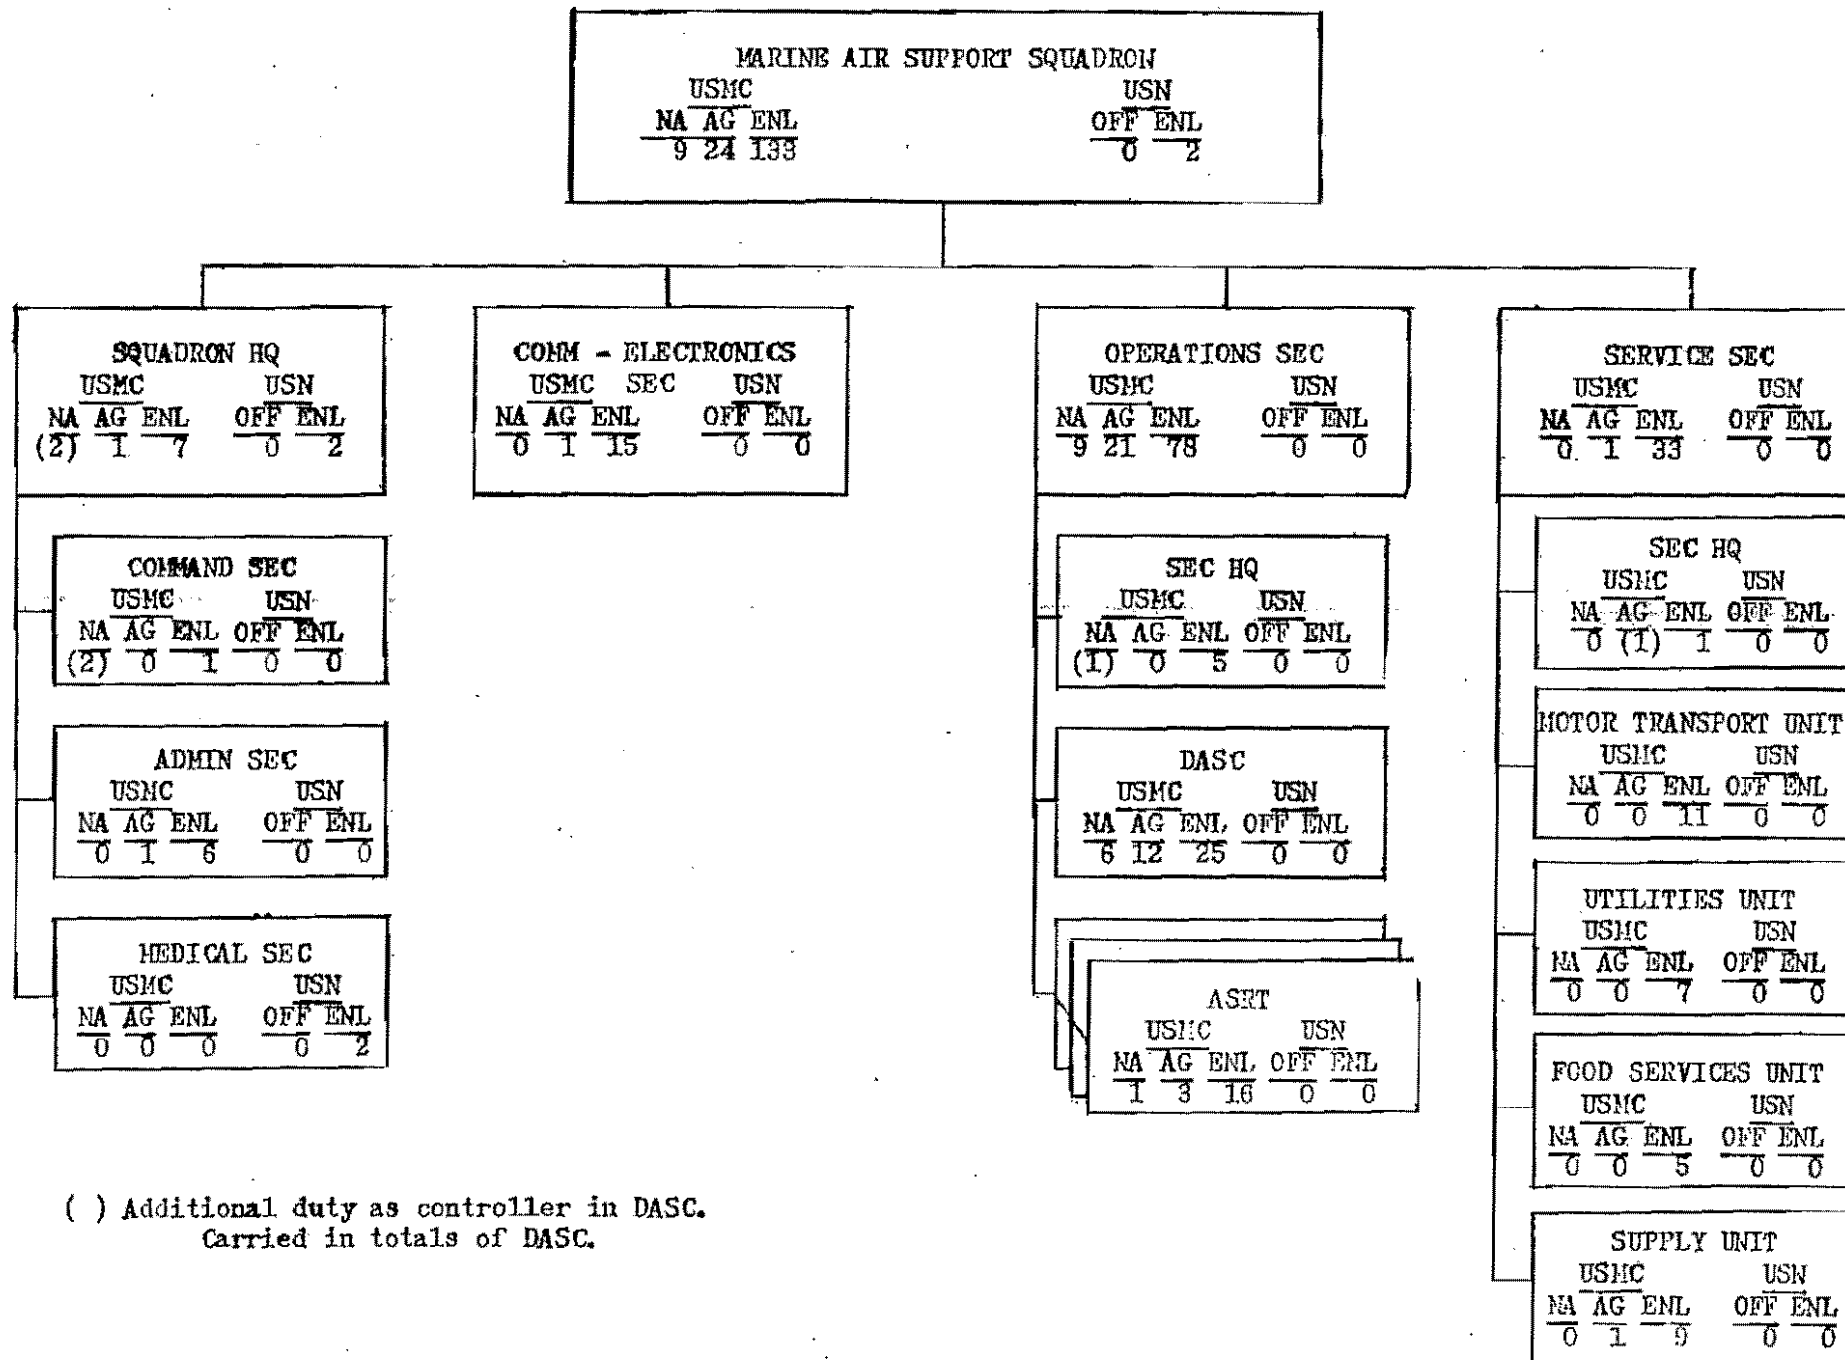 MARINE AIR SUPPORT SQUADRON
USMC USN
NA AG ENL OFF ENL
9 24 133 0 2
SQUADRON HQ
USMC USN
NA AG ENL OFF ENL
(2) 1 7 0 2
COMMAND SEC
USMC USN
NA AG ENL OFF ENL
(2) 0 1 0 0
ADMIN SEC
USMC USN
NA AG ENL OFF ENL
0 1 6 0 0
MEDICAL SEC
USMC USN
NA AG ENL OFF ENL
0 0 0 0 2
COMM - ELECTRONICS
USMC SEC USN
NA AG ENL OFF ENL
0 1 15 0 0
OPERATIONS SEC
USMC USN
NA AG ENL OFF ENL
9 21 78 0 0
SEC HQ
USMC USN
NA AG ENL OFF ENL
(1) 0 5 0 0
DASC
USMC USN
NA AG ENL OFF ENL
6 12 25 0 0
ASRT
USMC USN
NA AG ENL OFF ENL
1 3 16 0 0
SERVICE SEC
USMC USN
NA AG ENL OFF ENL
0 1 33 0 0
SEC HQ
USMC USN
NA AG ENL OFF ENL
0 (1) 1 0 0
MOTOR TRANSPORT UNIT
USMC USN
NA AG ENL OFF ENL
0 0 11 0 0
UTILITIES UNIT
USMC USN
NA AG ENL OFF ENL
0 0 7 0 0
FOOD SERVICES UNIT
USMC USN
NA AG ENL OFF ENL
0 0 5 0 0
SUPPLY UNIT
USMC USN
NA AG ENL OFF ENL
0 1 9 0 0
( ) Additional duty as controller in DASC.
Carried in totals of DASC.